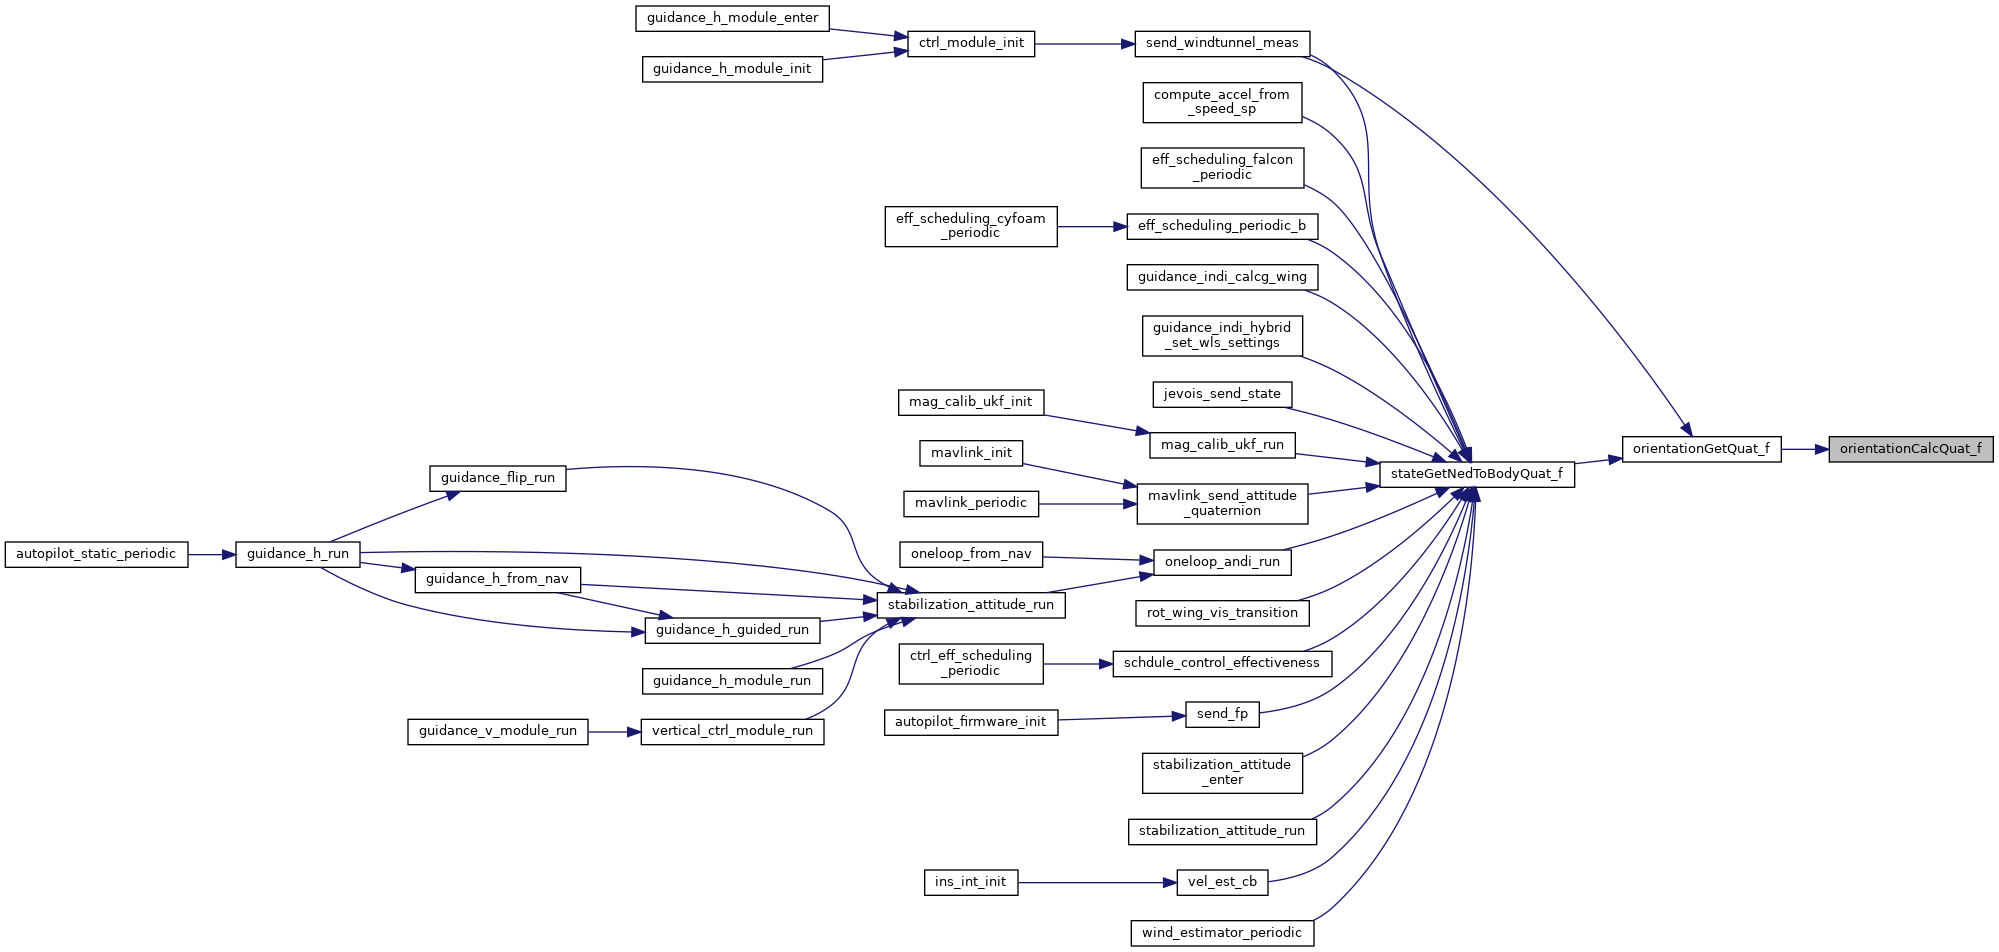 guidance_h_module_enter
guidance_h_module_init
ctrl_module_init
send_windtunnel_meas
compute_accel_from
_speed_sp
eff_scheduling_falcon
_periodic
eff_scheduling_cyfoam
_periodic
eff_scheduling_periodic_b
guidance_indi_calcg_wing
guidance_indi_hybrid
_set_wls_settings
jevois_send_state
mag_calib_ukf_init
mag_calib_ukf_run
mavlink_init
mavlink_periodic
mavlink_send_attitude
_quaternion
stateGetNedToBodyQuat_f
orientationGetQuat_f
orientationCalcQuat_f
guidance_flip_run
autopilot_static_periodic
guidance_h_run
guidance_h_from_nav
guidance_h_guided_run
stabilization_attitude_run
oneloop_from_nav
oneloop_andi_run
rot_wing_vis_transition
guidance_h_module_run
guidance_v_module_run
vertical_ctrl_module_run
ctrl_eff_scheduling
_periodic
schdule_control_effectiveness
autopilot_firmware_init
send_fp
stabilization_attitude
_enter
stabilization_attitude_run
ins_int_init
vel_est_cb
wind_estimator_periodic